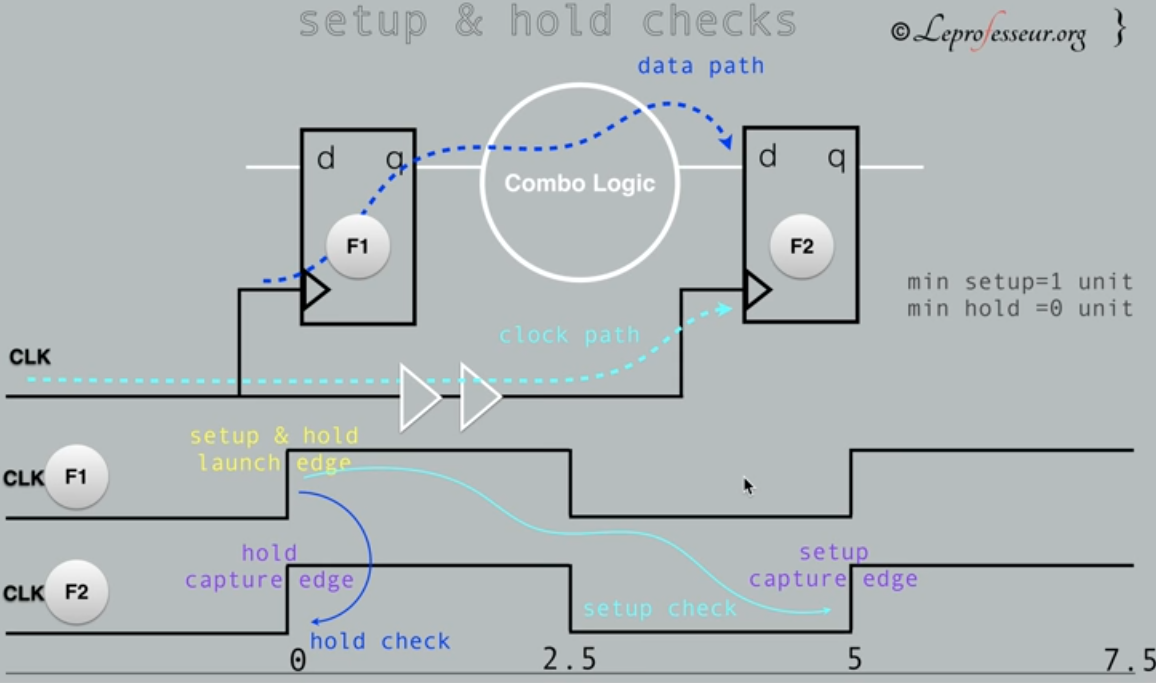 setup & hold checks
© Leprofesseur.org }
data path
d q
d q
Combo Logic
F1
F2
min setup=1 unit
min hold =0 unit
clock path
CLK
setup & hold
launch edge
CLK F1
hold
capture edge
setup
capture edge
CLK F2
setup check
hold check
0 2.5 5 7.5